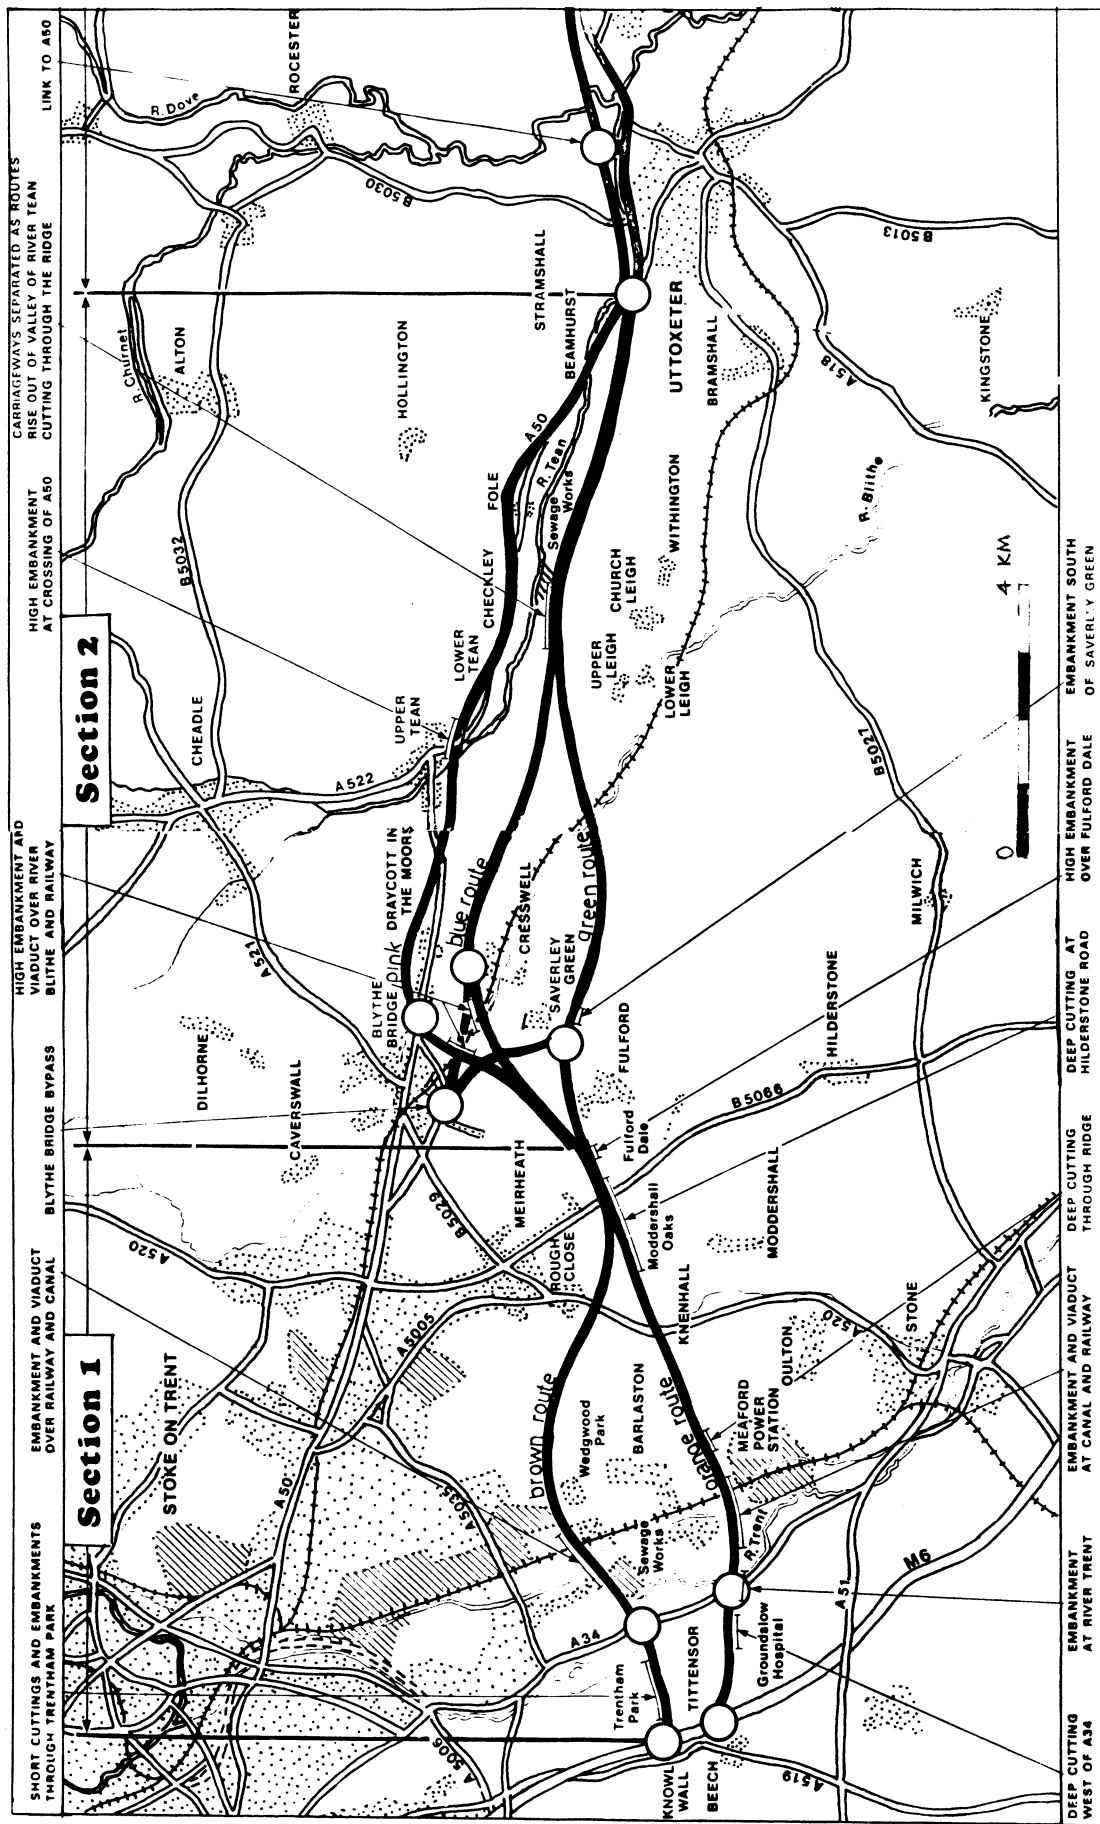 SHORT CUTTINGS AND EMBANKMENTS
THROUGH TRENTHAM PARK
EMBANKMENT AND VIADUCT
OVER RAILWAY AND CANAL
BLYTHE BRIDGE BYPASS
HIGH EMBANKMENT AND
VIADUCT OVER RIVER
BLITHE AND RAILWAY
HIGH EMBANKMENT
AT CROSSING OF A50
CARRIAGEWAYS SEPARATED AS ROUTES
RISE OUT OF VALLEY OF RIVER TEAN
CUTTING THROUGH THE RIDGE
LINK TO A50
Section 1
Section 2
STOKE ON TRENT
A520
DILHORNE
CAVERSWALL
A521
CHEADLE
B5032
R. Churnet
ALTON
R. Dove
ROCESTER
B5030
HOLLINGTON
A50
A5035
A5005
B5029
MEIRHEATH
BLYTHE
BRIDGE
pink
DRAYCOTT IN
THE MOORS
A522
UPPER
TEAN
LOWER
TEAN
CHECKLEY
FOLE
A50
R. Tean
Sewage
Works
BEAMHURST
STRAMSHALL
A5006
A34
Trentham
Park
Sewage
Works
brown route
Wedgwood
Park
ROUGH
CLOSE
blue route
CRESSWELL
SAVERLEY
GREEN
green route
UPPER
LEIGH
CHURCH
LEIGH
LOWER
LEIGH
WITHINGTON
UTTOXETER
BRAMSHALL
KNOWL
WALL
BECH
TITTENSOR
Groundslow
Hospital
R. Trent
BARLASTON
orange route
KNENHALL
Moddershall
Oaks
Fulford
Dale
FULFORD
MEAFORD
POWER
STATION
OULTON
MODDERSHALL
B5066
HILDERSTONE
B5027
R. Blithe
A518
B5013
KINGSTONE
A519
A51
M6
A520
STONE
MILWICH
0
4 KM
DEEP CUTTING
WEST OF A34
EMBANKMENT
AT RIVER TRENT
EMBANKMENT AND VIADUCT
AT CANAL AND RAILWAY
DEEP CUTTING
THROUGH RIDGE
DEEP CUTTING AT
HILDERSTONE ROAD
HIGH EMBANKMENT
OVER FULFORD DALE
EMBANKMENT SOUTH
OF SAVERLY GREEN